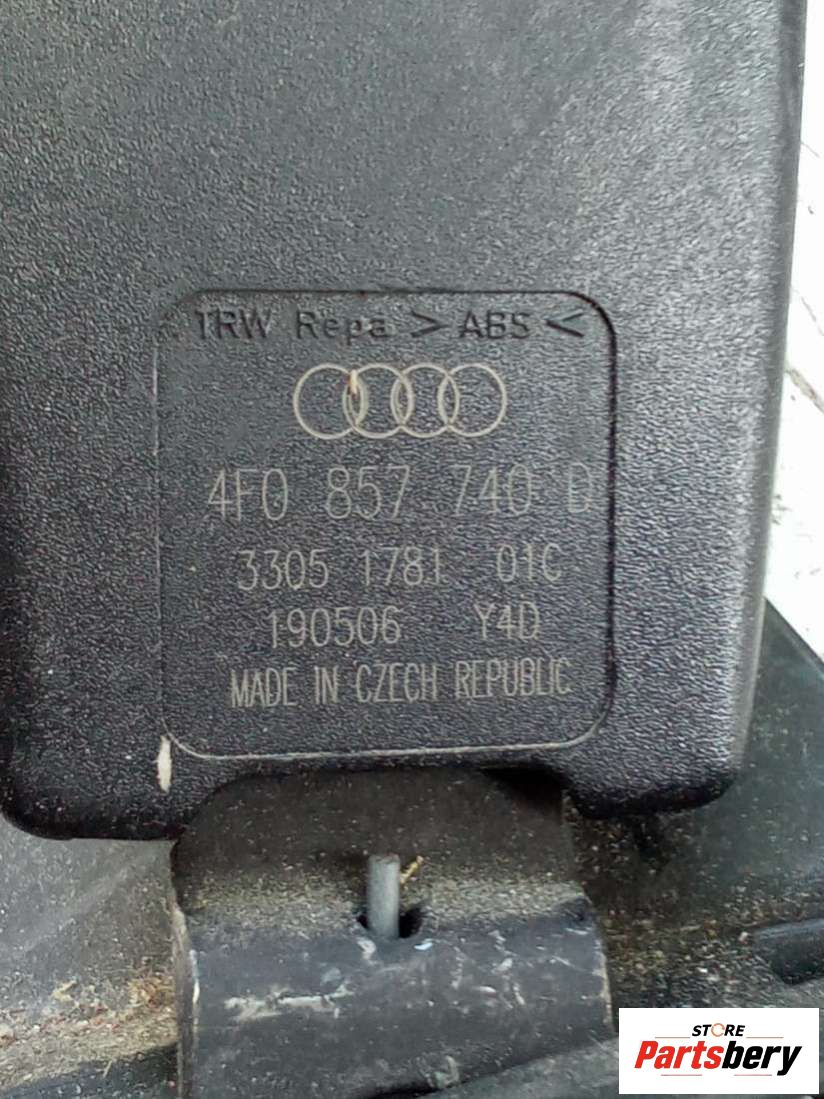 TRW Repa > ABS <
4F0 857 740 B
3305 1781 01C
190506 Y4D
MADE IN CZECH REPUBLIC
STORE
Partsbery